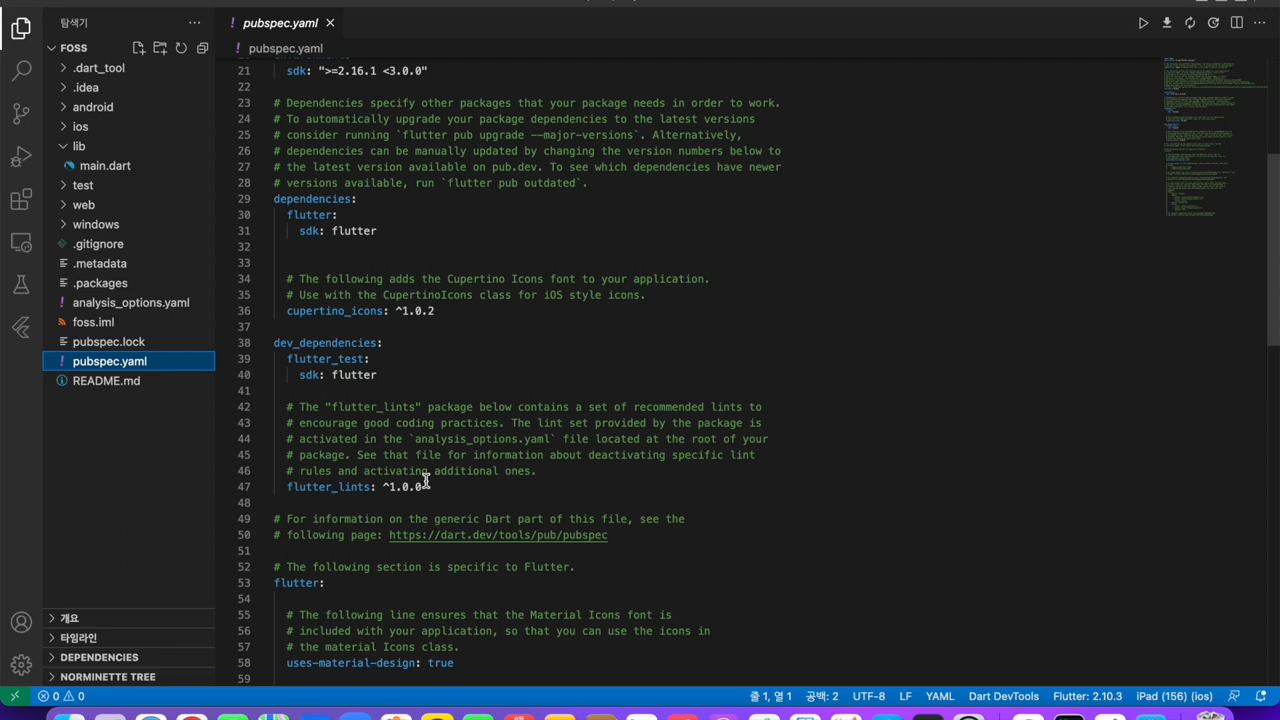 탐색기
pubspec.yaml
FOSS
pubspec.yaml
.dart_tool
.idea
android
ios
lib
main.dart
test
web
windows
.gitignore
.metadata
.packages
analysis_options.yaml
foss.iml
pubspec.lock
pubspec.yaml
README.md
개요
타임라인
DEPENDENCIES
NORMINETTE TREE
21 sdk: ">=2.16.1 <3.0.0"
22
23 # Dependencies specify other packages that your package needs in order to work.
24 # To automatically upgrade your package dependencies to the latest versions
25 # consider running `flutter pub upgrade --major-versions`. Alternatively,
26 # dependencies can be manually updated by changing the version numbers below to
27 # the latest version available on pub.dev. To see which dependencies have newer
28 # versions available, run `flutter pub outdated`.
29 dependencies:
30 flutter:
31 sdk: flutter
32
33
34 # The following adds the Cupertino Icons font to your application.
35 # Use with the CupertinoIcons class for iOS style icons.
36 cupertino_icons: ^1.0.2
37
38 dev_dependencies:
39 flutter_test:
40 sdk: flutter
41
42 # The "flutter_lints" package below contains a set of recommended lints to
43 # encourage good coding practices. The lint set provided by the package is
44 # activated in the `analysis_options.yaml` file located at the root of your
45 # package. See that file for information about deactivating specific lint
46 # rules and activating additional ones.
47 flutter_lints: ^1.0.0
48
49 # For information on the generic Dart part of this file, see the
50 # following page: https://dart.dev/tools/pub/pubspec
51
52 # The following section is specific to Flutter.
53 flutter:
54
55 # The following line ensures that the Material Icons font is
56 # included with your application, so that you can use the icons in
57 # the material Icons class.
58 uses-material-design: true
59
0 0 줄 1, 열 1 공백: 2 UTF-8 LF YAML Dart DevTools Flutter: 2.10.3 iPad (156) (ios)